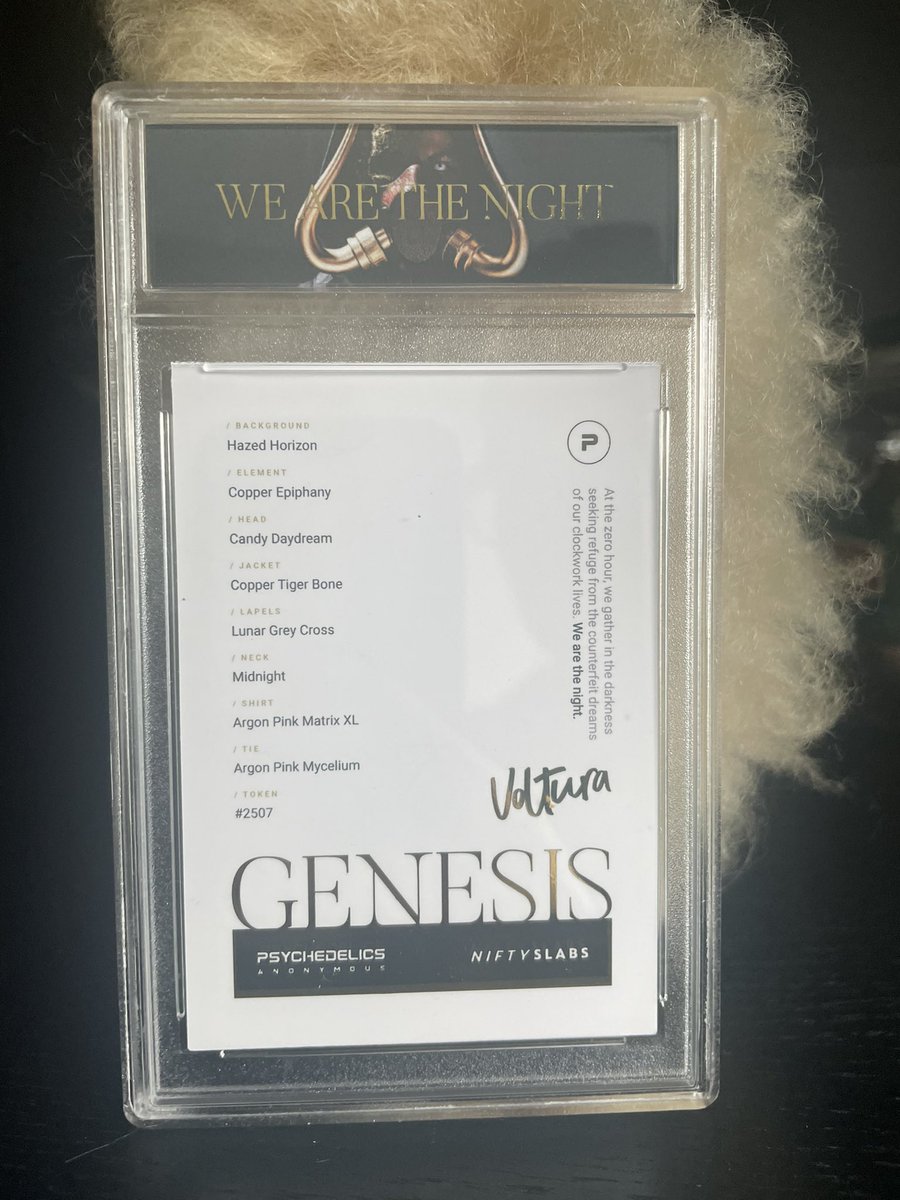 WE ARE THE NIGHT
/ BACKGROUND
Hazed Horizon
/ ELEMENT
Copper Epiphany
/ HEAD
Candy Daydream
/ JACKET
Copper Tiger Bone
/ LAPELS
Lunar Grey Cross
/ NECK
Midnight
/ SHIRT
Argon Pink Matrix XL
/ TIE
Argon Pink Mycelium
/ TOKEN
#2507
P
At the zero hour, we gather in the darkness
seeking refuge from the counterfeit dreams
of our clockwork lives. We are the night.
Voltura
GENESIS
PSYCHEDELICS
ANONYMOUS
NIFTYSLABS